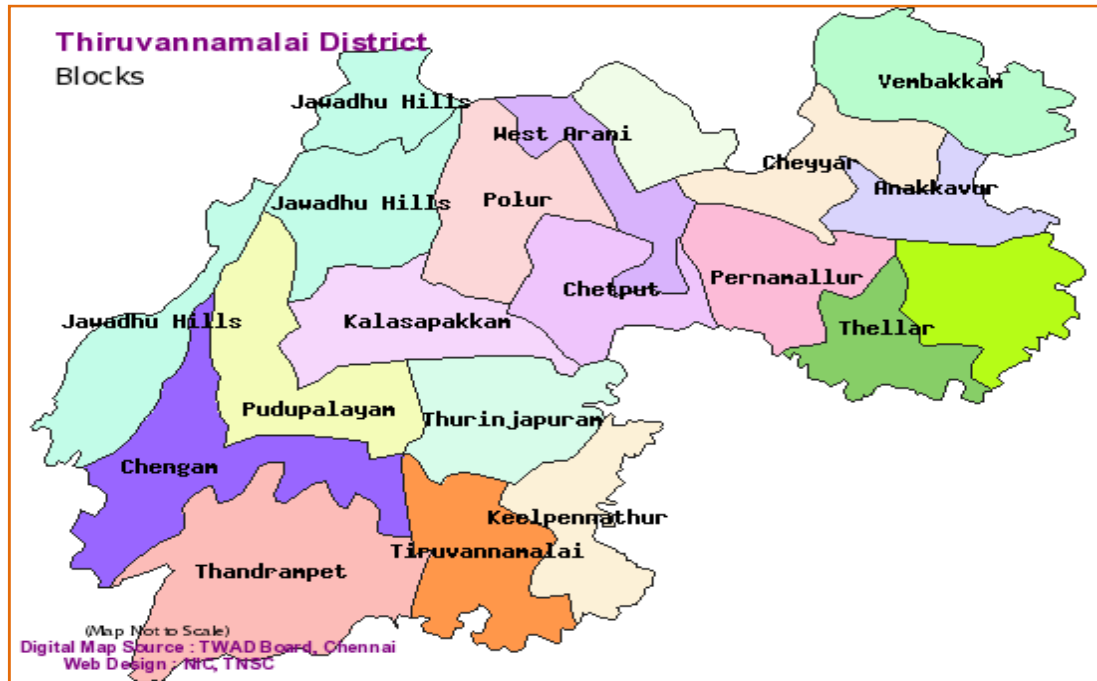 Thiruvannamalai District
Blocks
Jawadhu Hills
Vembakkam
West Arani
Cheyyar
Anakkavur
Jawadhu Hills
Polur
Pernamallur
Chetput
Jawadhu Hills
Kalasapakkam
Thellar
Pudupalayam
Thurinjapuram
Chengam
Keelpennathur
Tiruvannamalai
Thandrampet
(Map Not to Scale)
Digital Map Source : TWAD Board, Chennai
Web Design : NIC, TNSC